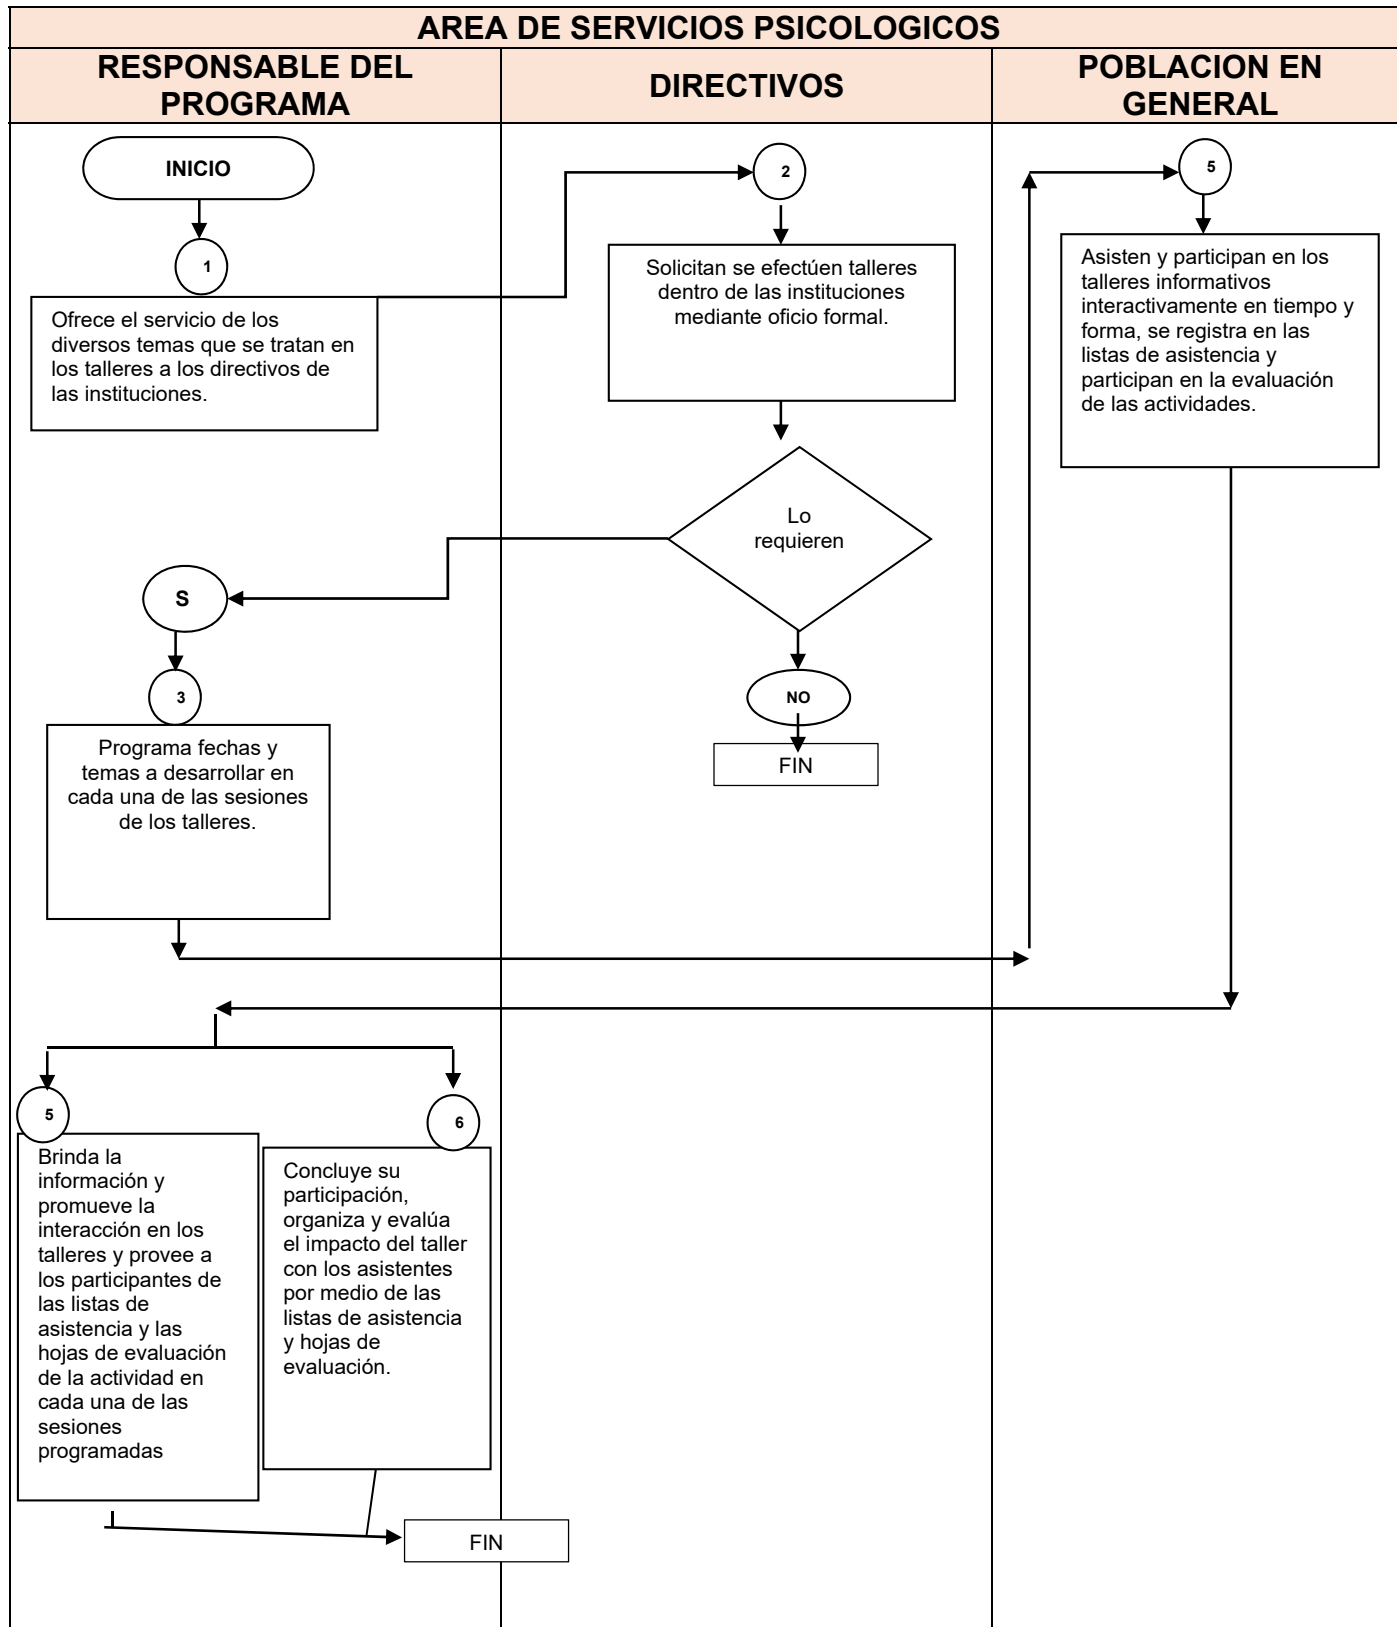 AREA DE SERVICIOS PSICOLOGICOS
RESPONSABLE DEL
PROGRAMA
DIRECTIVOS
POBLACION EN
GENERAL
INICIO
1
Ofrece el servicio de los
diversos temas que se tratan en
los talleres a los directivos de
las instituciones.
2
Solicitan se efectúen talleres
dentro de las instituciones
mediante oficio formal.
Lo
requieren
S
NO
FIN
3
Programa fechas y
temas a desarrollar en
cada una de las sesiones
de los talleres.
5
Asisten y participan en los
talleres informativos
interactivamente en tiempo y
forma, se registra en las
listas de asistencia y
participan en la evaluación
de las actividades.
5
Brinda la
información y
promueve la
interacción en los
talleres y provee a
los participantes de
las listas de
asistencia y las
hojas de evaluación
de la actividad en
cada una de las
sesiones
programadas
6
Concluye su
participación,
organiza y evalúa
el impacto del taller
con los asistentes
por medio de las
listas de asistencia
y hojas de
evaluación.
FIN